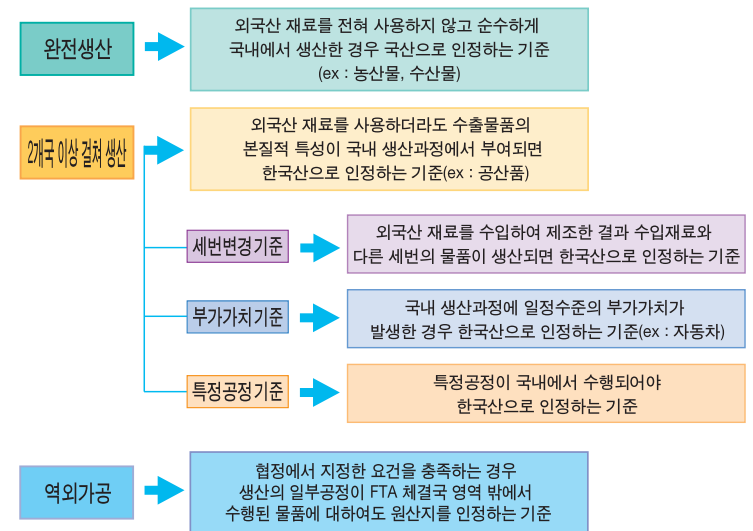 완전생산
외국산 재료를 전혀 사용하지 않고 순수하게
국내에서 생산한 경우 국산으로 인정하는 기준
(ex : 농산물, 수산물)
2개국 이상 걸쳐 생산
외국산 재료를 사용하더라도 수출물품의
본질적 특성이 국내 생산과정에서 부여되면
한국산으로 인정하는 기준(ex : 공산품)
세번변경기준
외국산 재료를 수입하여 제조한 결과 수입재료와
다른 세번의 물품이 생산되면 한국산으로 인정하는 기준
부가가치기준
국내 생산과정에 일정수준의 부가가치가
발생한 경우 한국산으로 인정하는 기준(ex : 자동차)
특정공정기준
특정공정이 국내에서 수행되어야
한국산으로 인정하는 기준
역외가공
협정에서 지정한 요건을 충족하는 경우
생산의 일부공정이 FTA 체결국 영역 밖에서
수행된 물품에 대하여도 원산지를 인정하는 기준